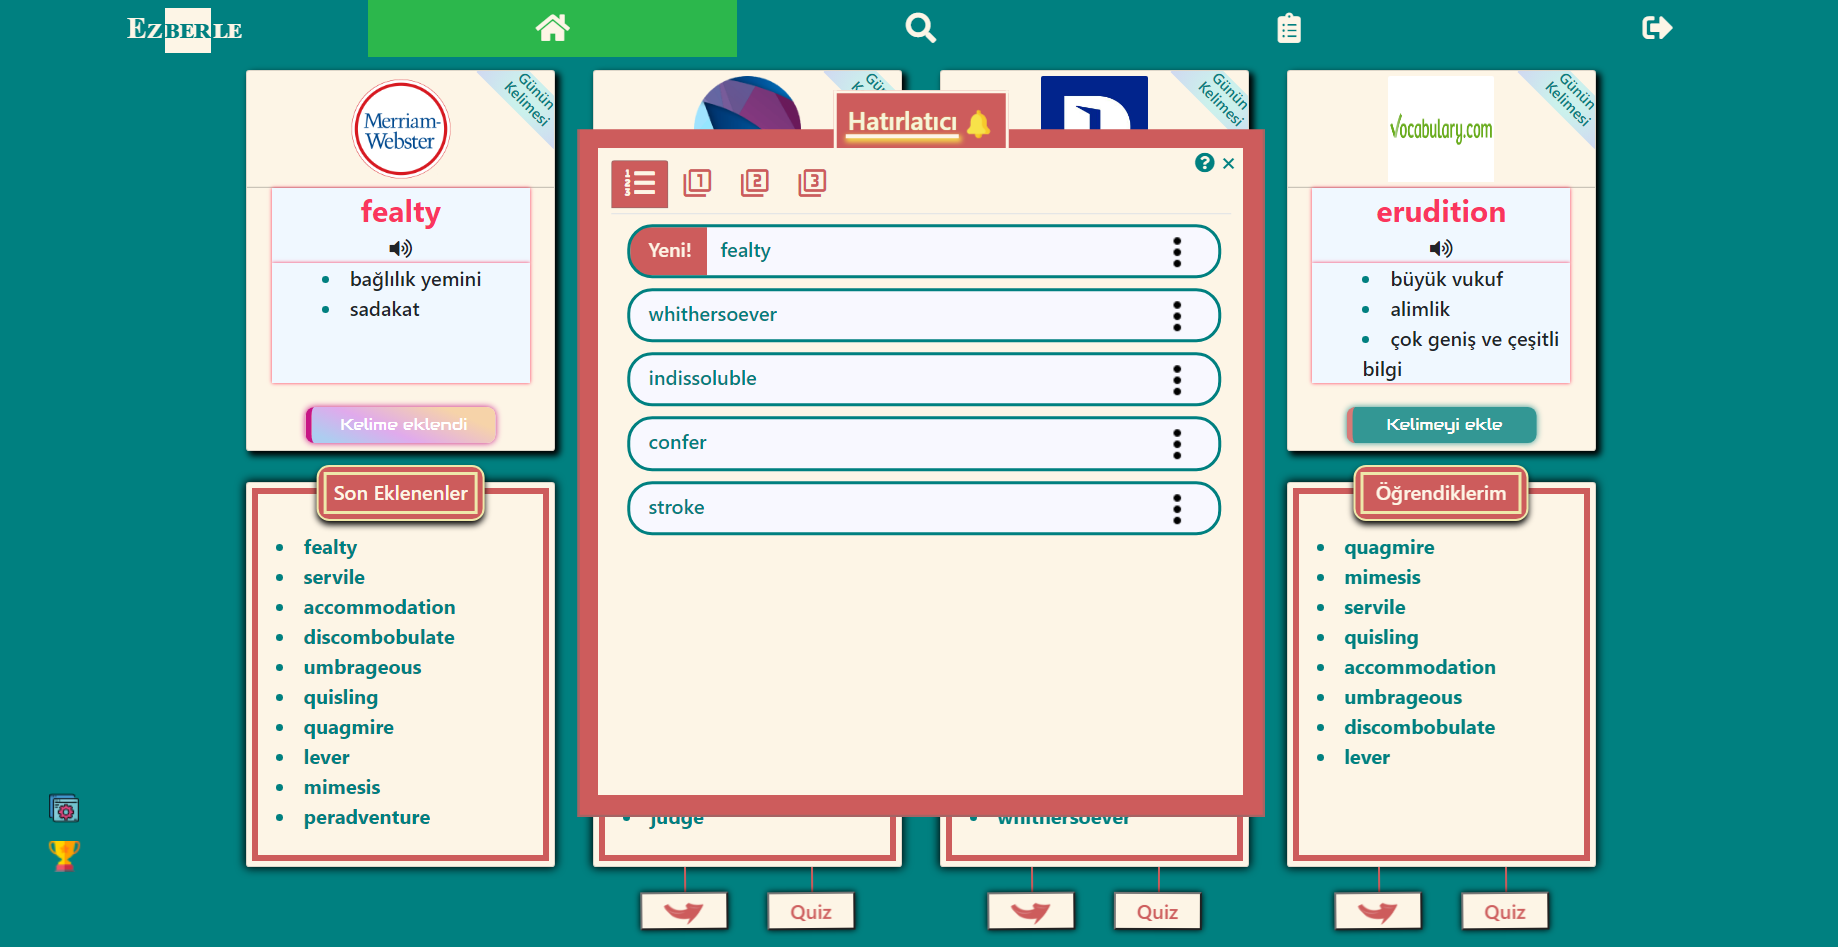 EZBERLE
Günün
Kelimesi
Merriam-
Webster
fealty
bağlılık yemini
sadakat
Kelime eklendi
Son Eklenenler
fealty
servile
accommodation
discombobulate
umbrageous
quisling
quagmire
lever
mimesis
peradventure
Hatırlatıcı
1
2
3
Yeni! fealty
whithersoever
indissoluble
confer
stroke
judge
whithersoever
Quiz
Quiz
Günün
Kelimesi
Günün
Kelimesi
Vocabulary.com
erudition
büyük vukuf
alimlik
çok geniş ve çeşitli
bilgi
Kelimeyi ekle
Öğrendiklerim
quagmire
mimesis
servile
quisling
accommodation
umbrageous
discombobulate
lever
Quiz